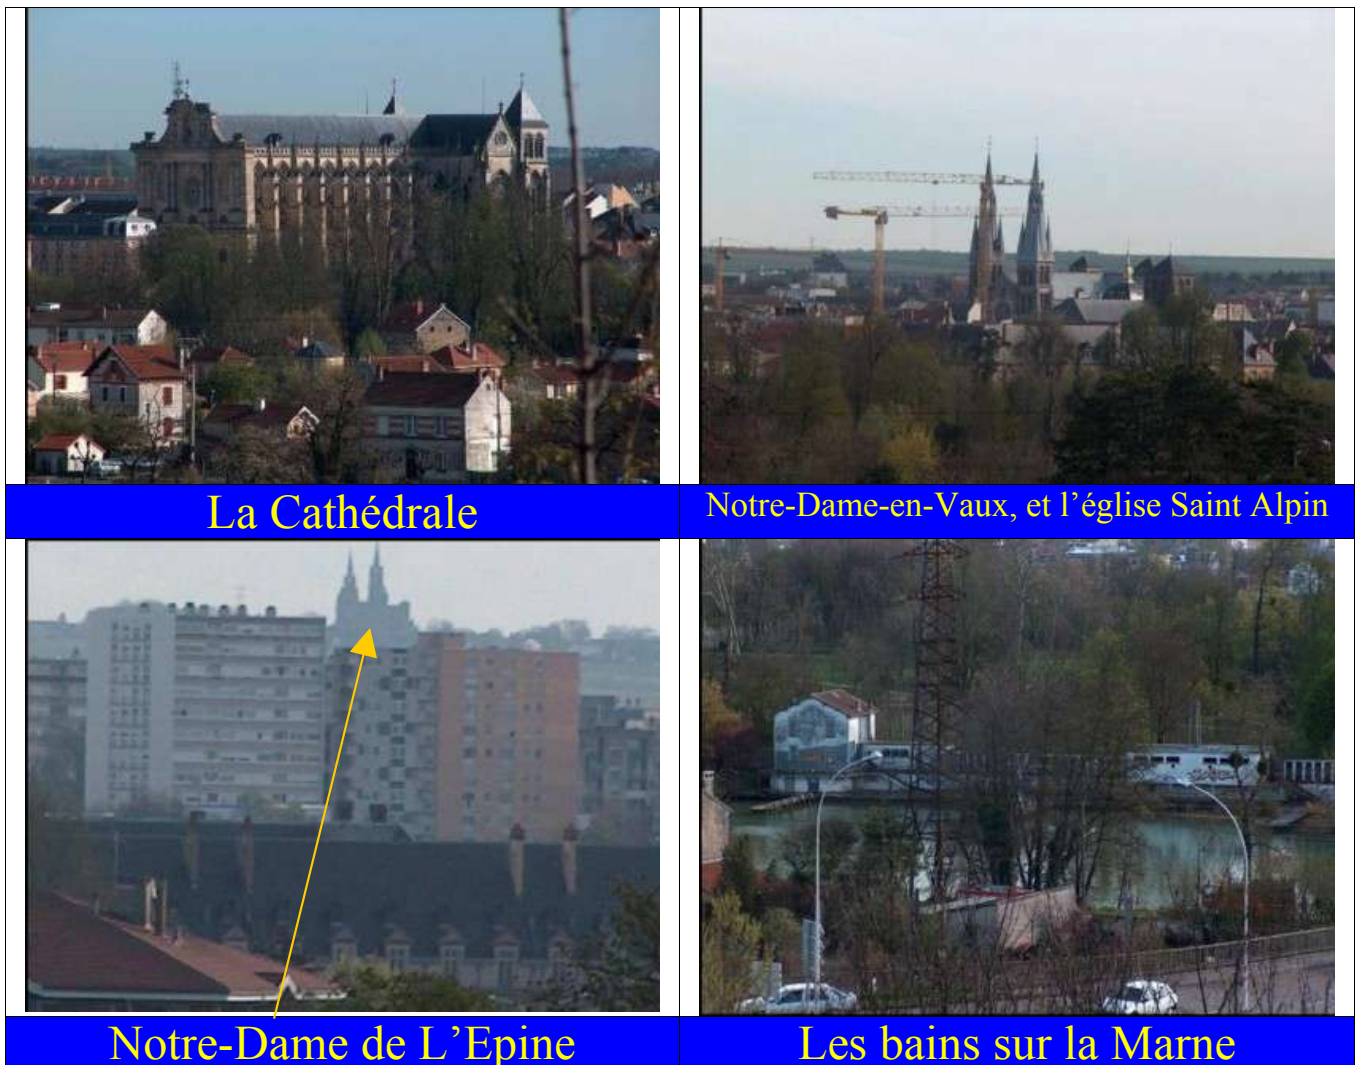 La Cathédrale
Notre-Dame-en-Vaux, et l’église Saint Alpin
Notre-Dame de L’Epine
Les bains sur la Marne